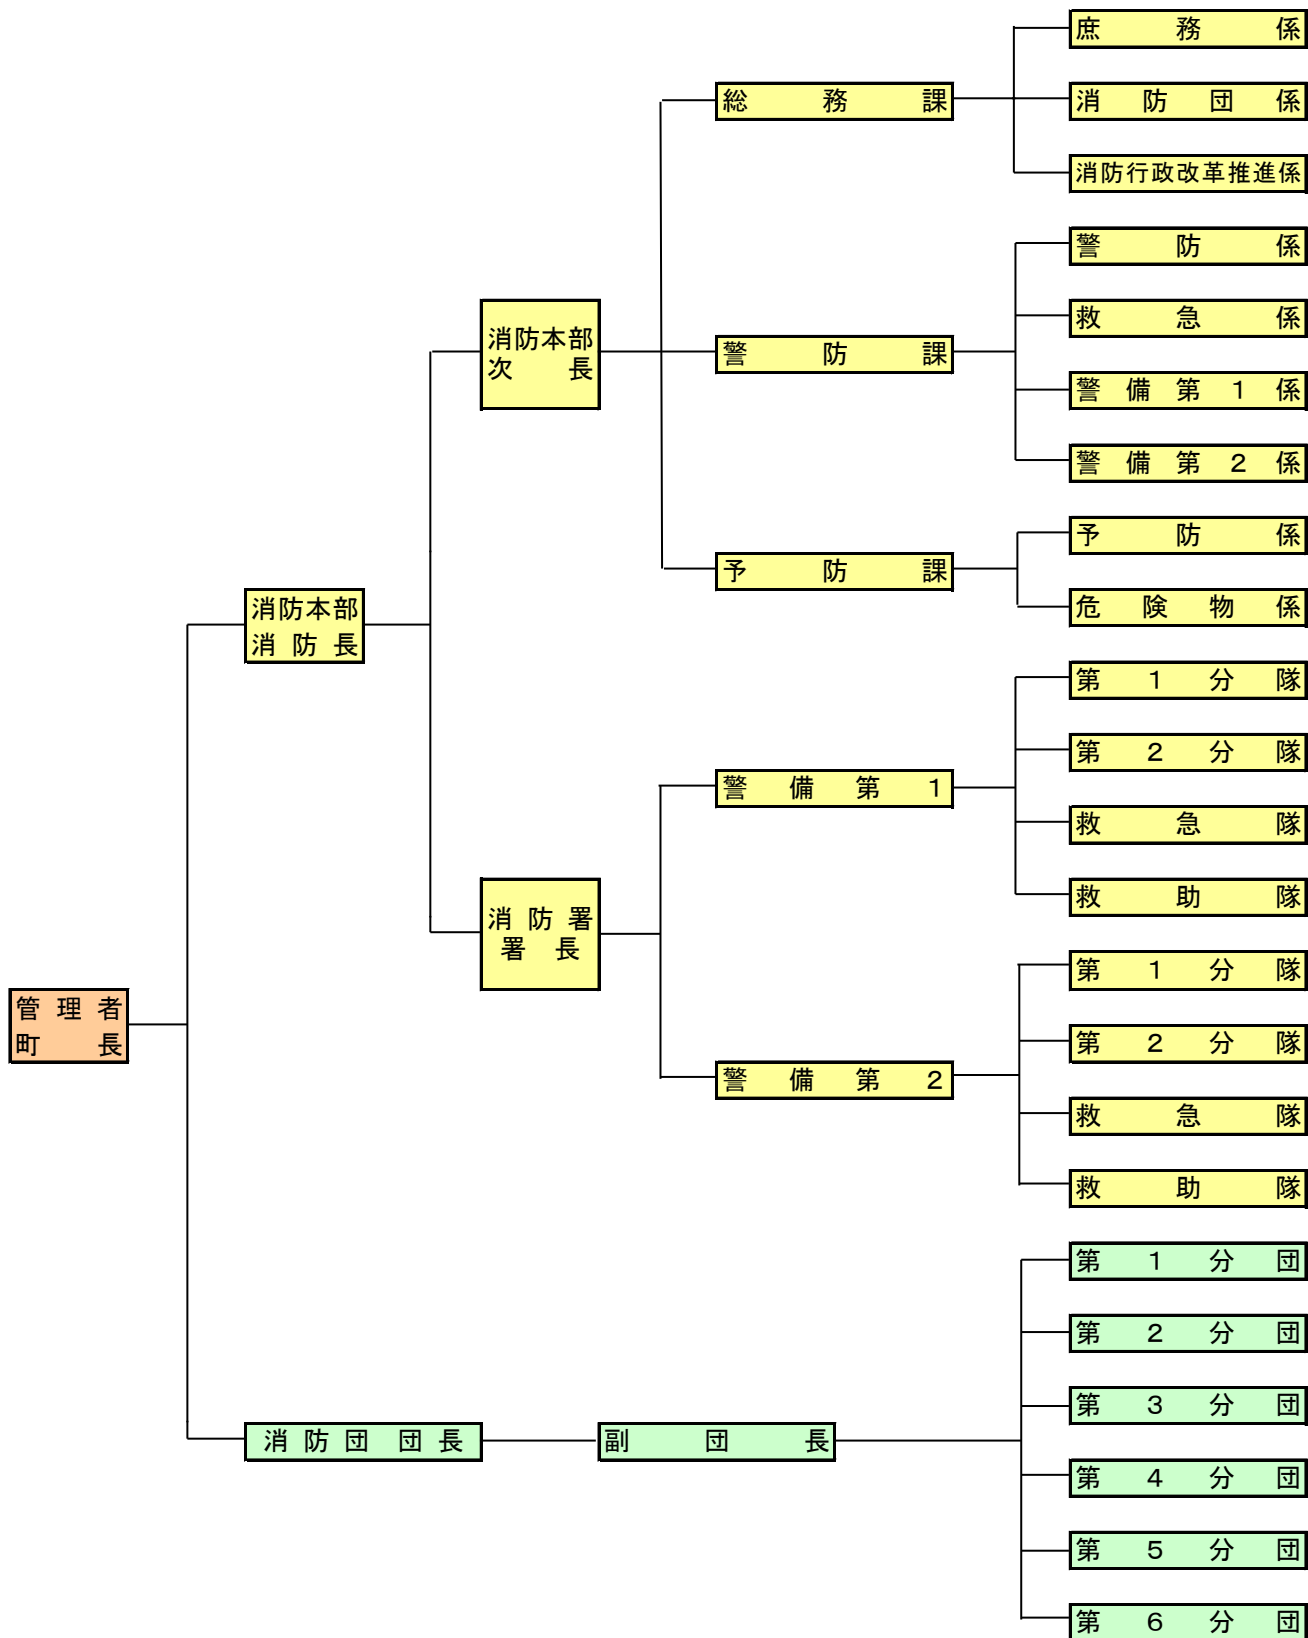 庶務係
総務課
消防団係
消防行政改革推進係
警防係
消防本部
次長
救急係
警防課
警備第1係
警備第2係
予防係
予防課
危険物係
消防本部
消防長
第1分隊
第2分隊
警備第1
救急隊
救助隊
消防署
署長
第1分隊
管理者
町長
第2分隊
警備第2
救急隊
救助隊
第1分団
第2分団
第3分団
消防団団長
副団長
第4分団
第5分団
第6分団